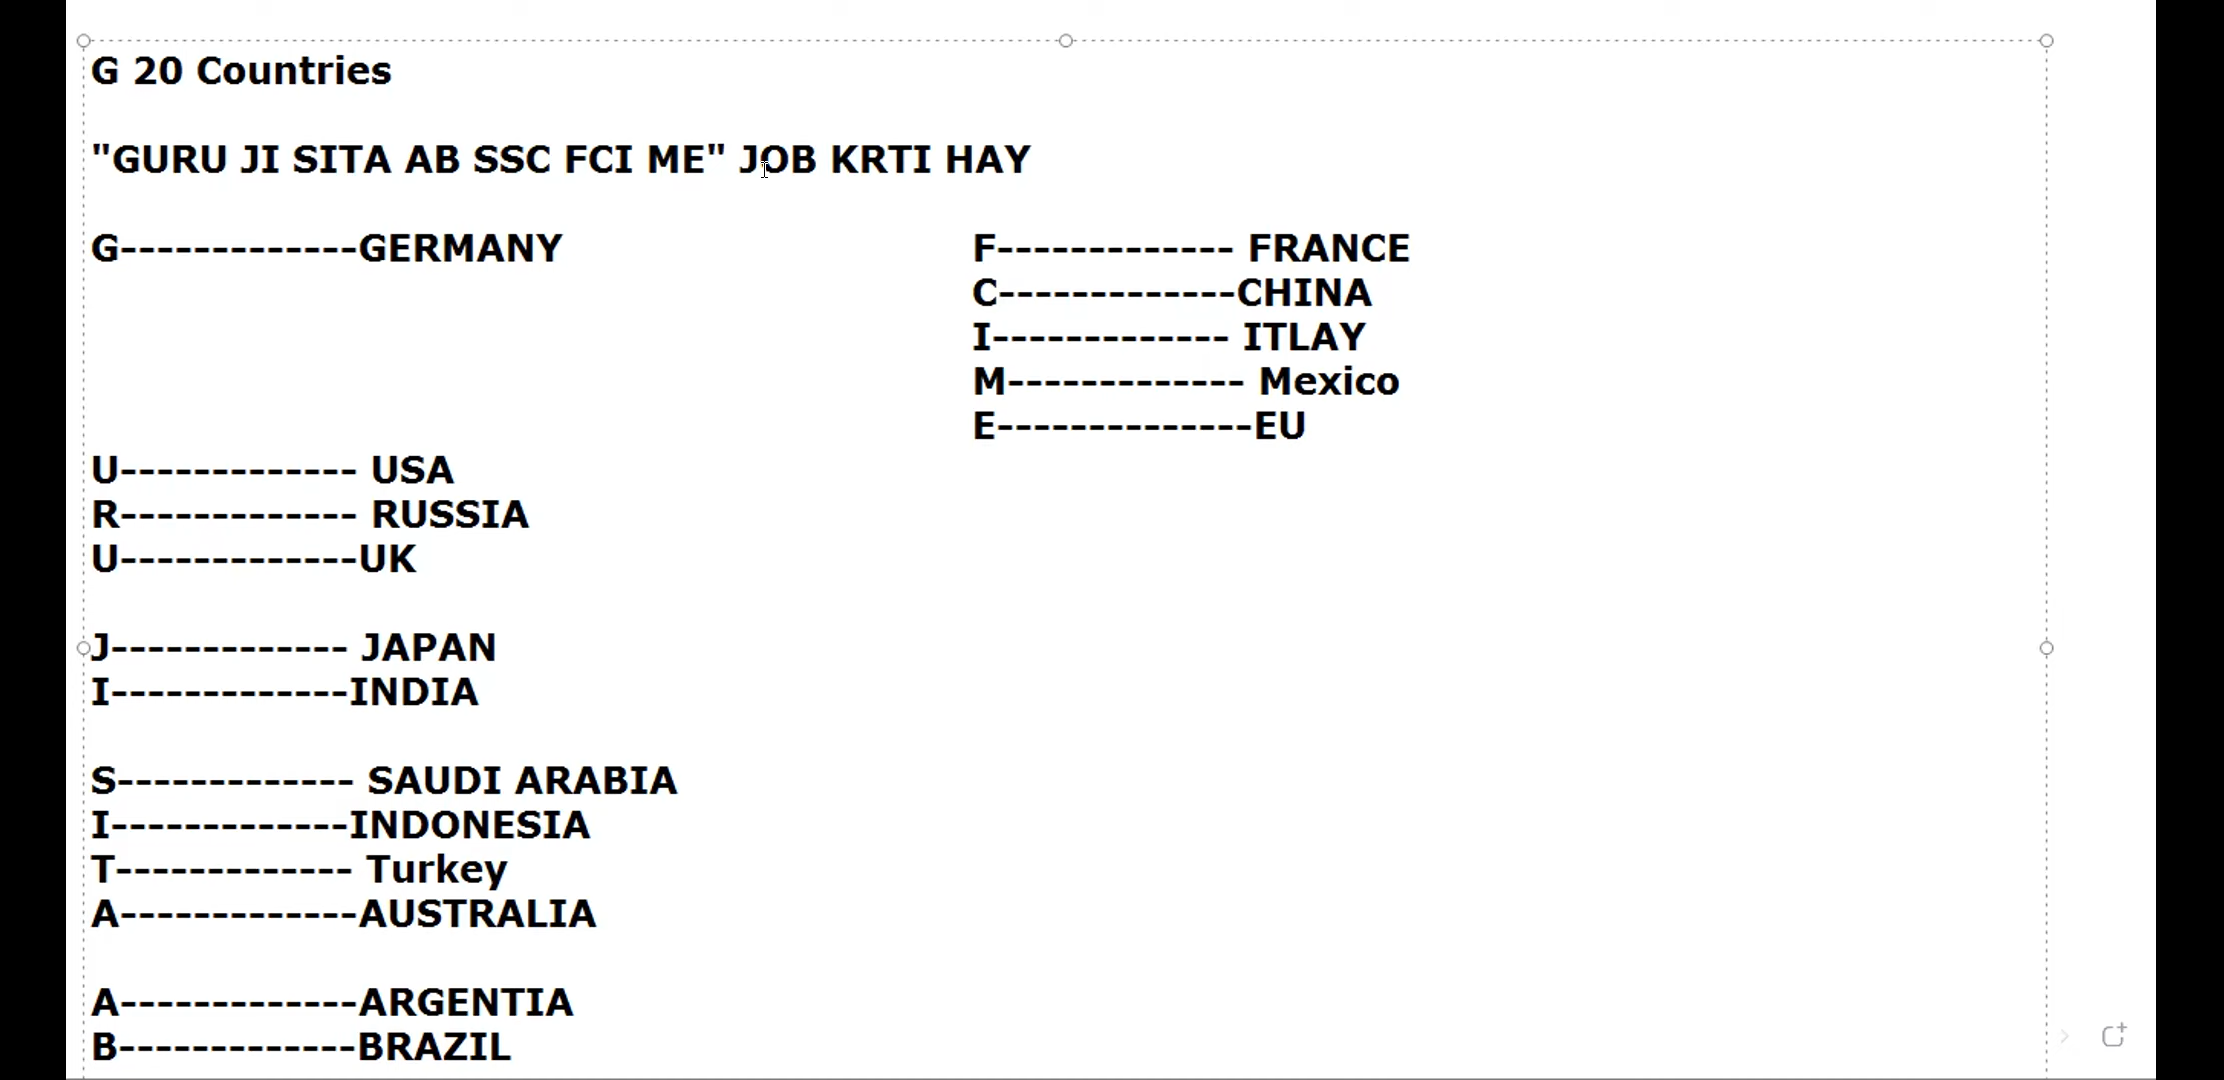 G 20 Countries
"GURU JI SITA AB SSC FCI ME" JOB KRTI HAY
G-------------GERMANY
U------------- USA
R------------- RUSSIA
U-------------UK
J------------- JAPAN
I-------------INDIA
S------------- SAUDI ARABIA
I-------------INDONESIA
T------------- Turkey
A-------------AUSTRALIA
A-------------ARGENTIA
B-------------BRAZIL
F------------- FRANCE
C-------------CHINA
I------------- ITLAY
M------------- Mexico
E--------------EU